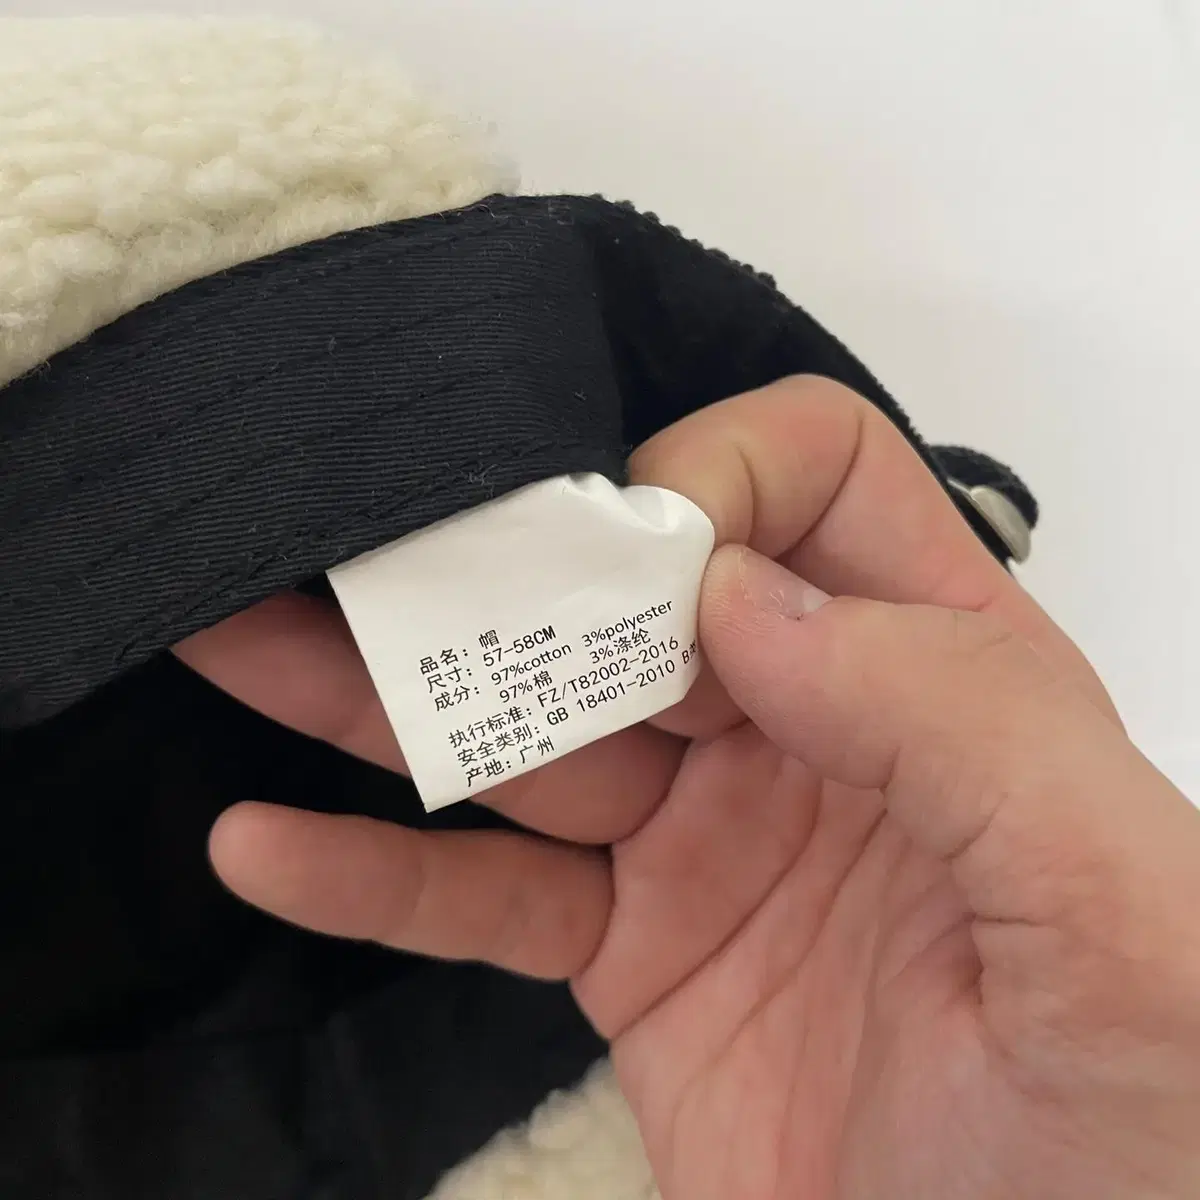 品名: 帽
尺寸: 57-58CM
成分: 97%cotton 3%polyester
97%棉 3%涤纶
执行标准: FZ/T82002-2016
安全类别: GB 18401-2010 B类
产地: 广州